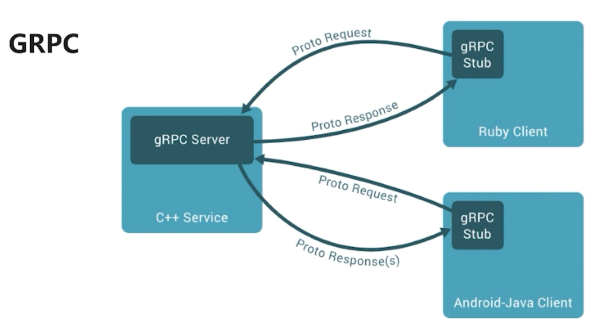 GRPC
Proto Request
gRPC
Stub
Ruby Client
Proto Response
gRPC Server
C++ Service
Proto Request
gRPC
Stub
Proto Response(s)
Android-Java Client